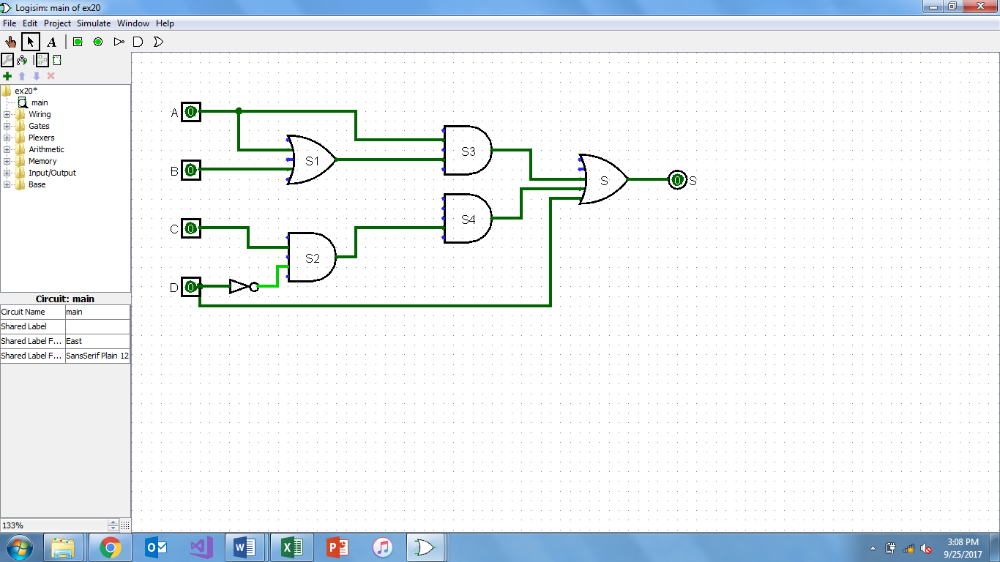 Logisim: main of ex20
File Edit Project Simulate Window Help
A
ex20*
main
Wiring
Gates
Plexers
Arithmetic
Memory
Input/Output
Base
Circuit: main
Circuit Name main
Shared Label
Shared Label F... East
Shared Label F... SansSerif Plain 12
133%
A 0
S3
S1
B 0
S 0 S
S4
C 0
S2
D 0
3:08 PM
9/25/2017